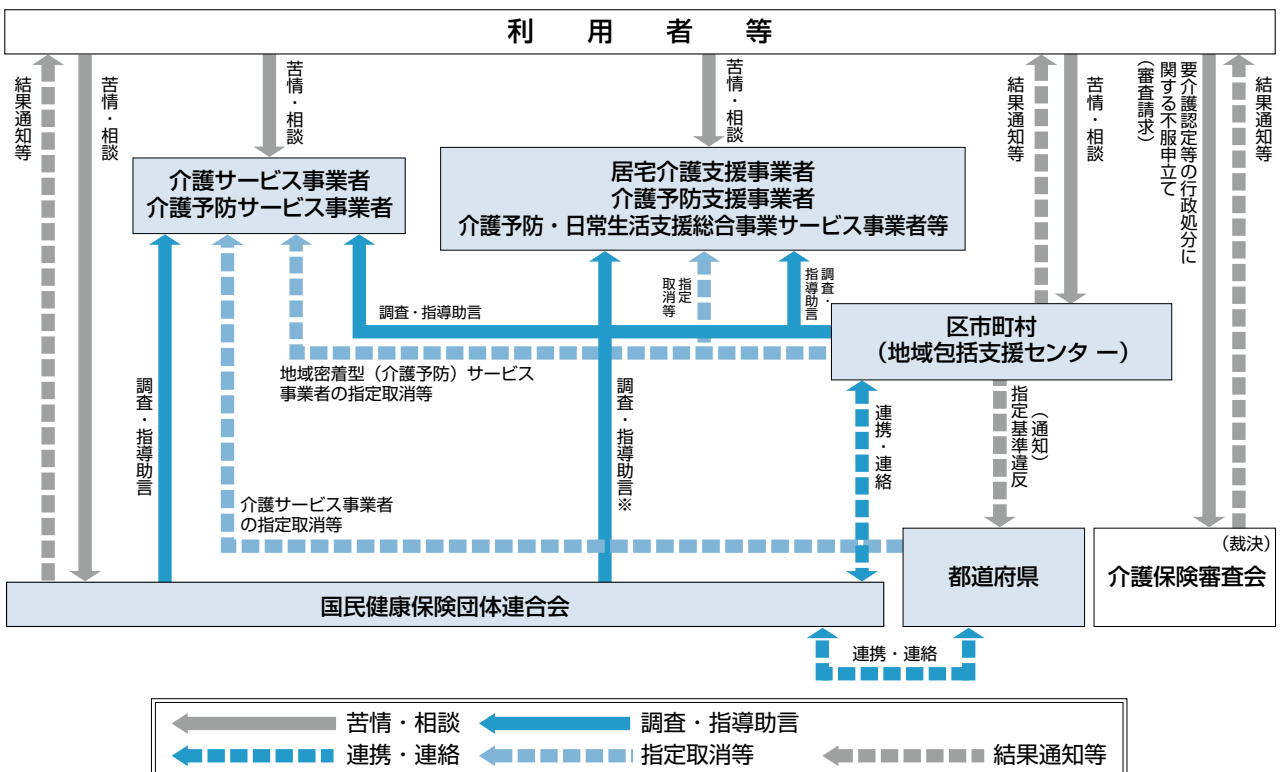 利用者等
結果通知等
苦情・相談
苦情・相談
苦情・相談
結果通知等
苦情・相談
要介護認定等の行政処分に
関する不服申立て
（審査請求）
結果通知等
介護サービス事業者
介護予防サービス事業者
居宅介護支援事業者
介護予防支援事業者
介護予防・日常生活支援総合事業サービス事業者等
調査・指導助言
指定
取消等
調査・
指導助言
区市町村
（地域包括支援センター）
地域密着型（介護予防）サービス
事業者の指定取消等
調査・指導助言
調査・指導助言※
連携・連絡
（通知）
指定基準違反
介護サービス事業者
の指定取消等
都道府県
（裁決）
介護保険審査会
国民健康保険団体連合会
連携・連絡
苦情・相談
調査・指導助言
連携・連絡
指定取消等
結果通知等